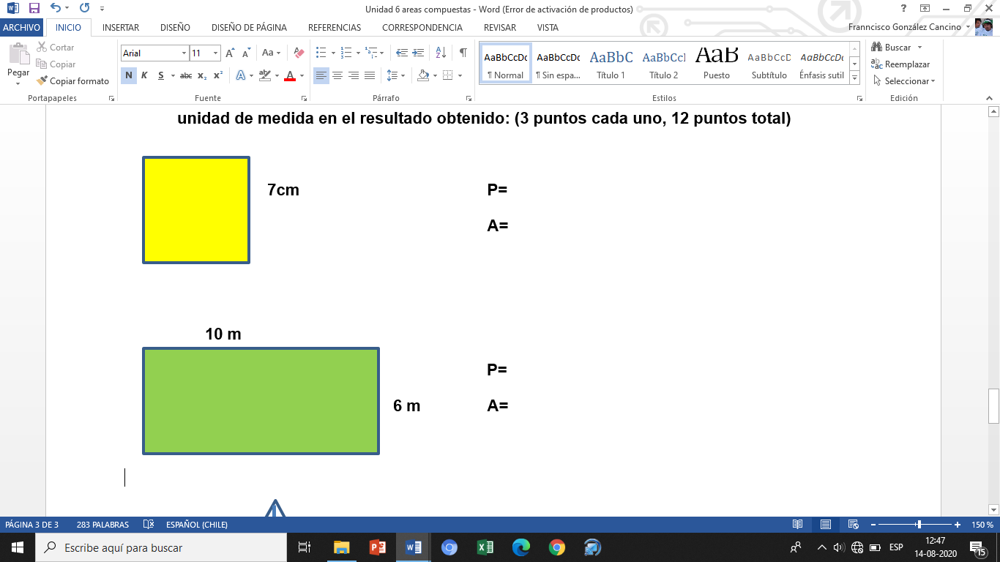 Unidad 6 areas compuestas - Word (Error de activación de productos)
ARCHIVO INICIO INSERTAR DISEÑO DISEÑO DE PÁGINA REFERENCIAS CORRESPONDENCIA REVISAR VISTA Franncisco González Cancino
Pegar
Cortar
Copiar
Copiar formato
Portapapeles
Arial 11
N K S abc x₂ x²
Fuente
Párrafo
AaBbCcDc AaBbCcDc AaBbC AaBbCcI AaB AaBbCcD AaBbCcDc
¶ Normal ¶ Sin espa... Título 1 Título 2 Puesto Subtítulo Énfasis sutil
Estilos
Buscar
Reemplazar
Seleccionar
Edición
unidad de medida en el resultado obtenido: (3 puntos cada uno, 12 puntos total)
7cm
P=
A=
10 m
6 m
P=
A=
PÁGINA 3 DE 3 283 PALABRAS ESPAÑOL (CHILE) 150 %
Escribe aquí para buscar
ESP
12:47
14-08-2020
15